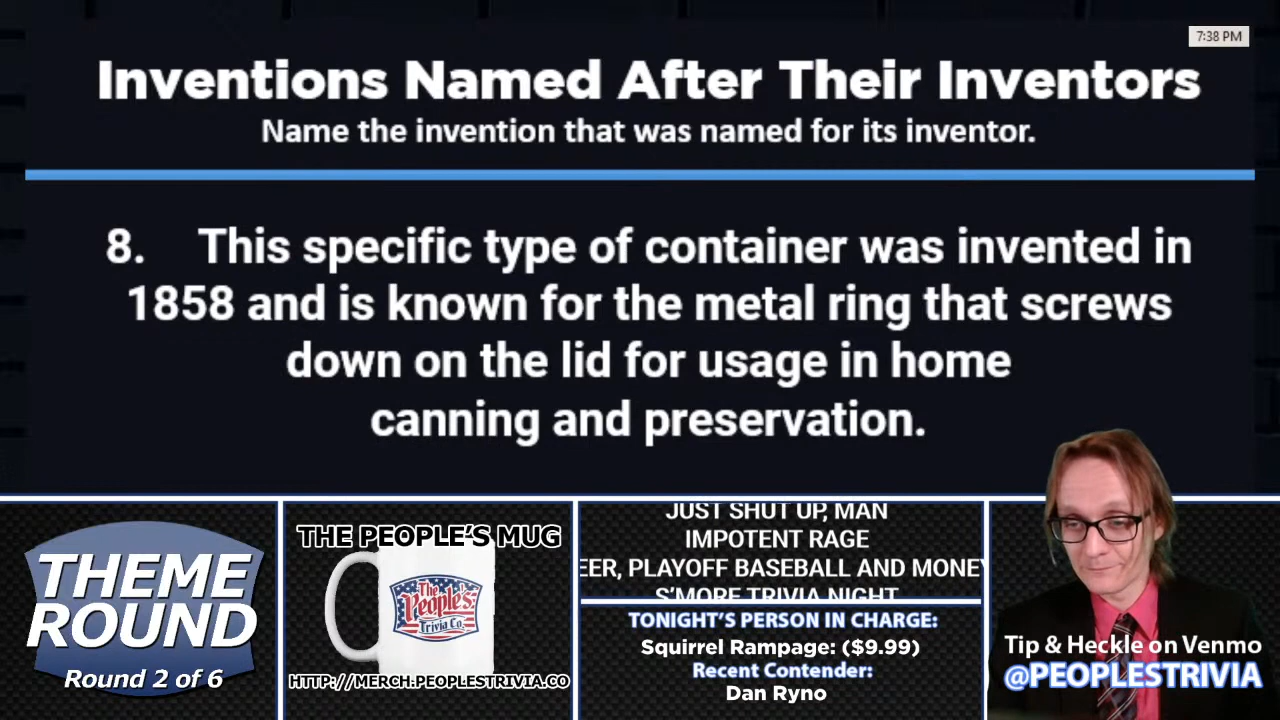 7:38 PM
Inventions Named After Their Inventors
Name the invention that was named for its inventor.
8. This specific type of container was invented in
1858 and is known for the metal ring that screws
down on the lid for usage in home
canning and preservation.
THEME
ROUND
Round 2 of 6
THE PEOPLE'S MUG
The
People's
Trivia Co.
HTTP://MERCH.PEOPLESTRIVIA.CO
JUST SHUT UP, MAN
IMPOTENT RAGE
EER, PLAYOFF BASEBALL AND MONEY
S'MORE TRIVIA NIGHT
TONIGHT'S PERSON IN CHARGE:
Squirrel Rampage: ($9.99)
Recent Contender:
Dan Ryno
Tip & Heckle on Venmo
@PEOPLESTRIVIA